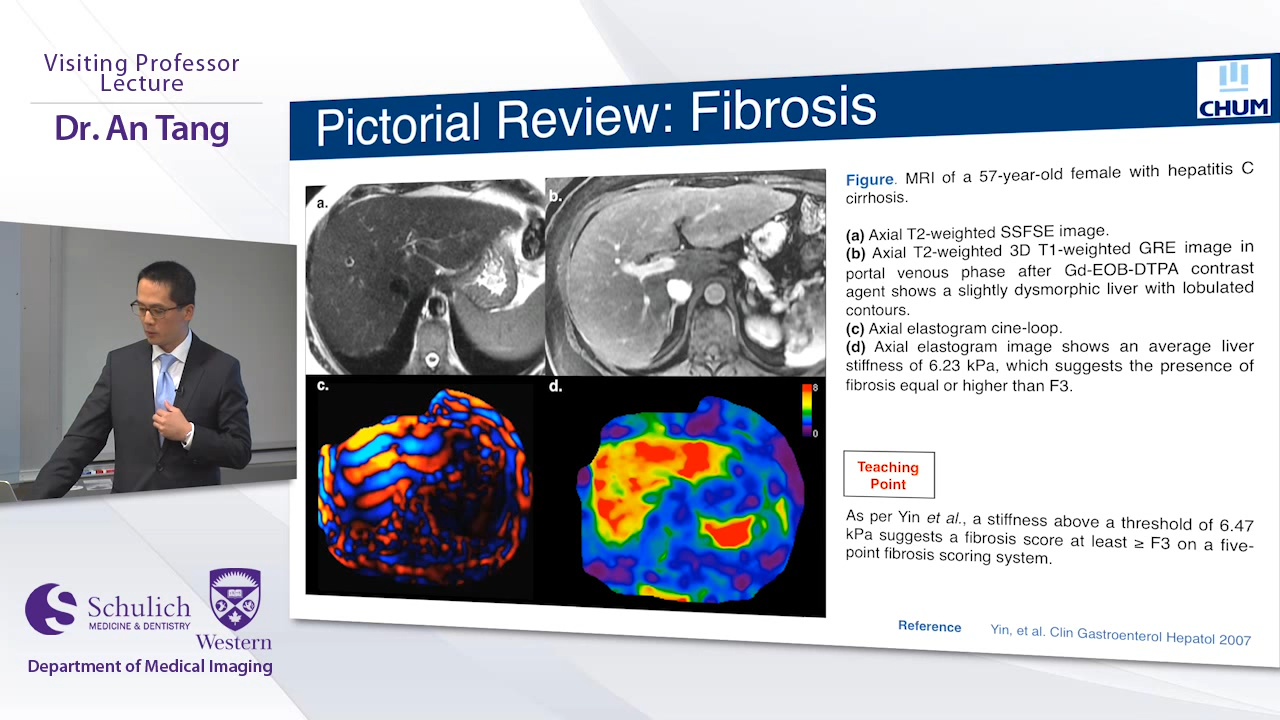 Visiting Professor
Lecture
Dr. An Tang
Pictorial Review: Fibrosis
CHUM
a.
b.
c.
d.
8
0
Figure. MRI of a 57-year-old female with hepatitis C
cirrhosis.
(a) Axial T2-weighted SSFSE image.
(b) Axial T2-weighted 3D T1-weighted GRE image in
portal venous phase after Gd-EOB-DTPA contrast
agent shows a slightly dysmorphic liver with lobulated
contours.
(c) Axial elastogram cine-loop.
(d) Axial elastogram image shows an average liver
stiffness of 6.23 kPa, which suggests the presence of
fibrosis equal or higher than F3.
Teaching
Point
As per Yin et al., a stiffness above a threshold of 6.47
kPa suggests a fibrosis score at least ≥ F3 on a five-
point fibrosis scoring system.
Reference Yin, et al. Clin Gastroenterol Hepatol 2007
Schulich
MEDICINE & DENTISTRY
Western
Department of Medical Imaging